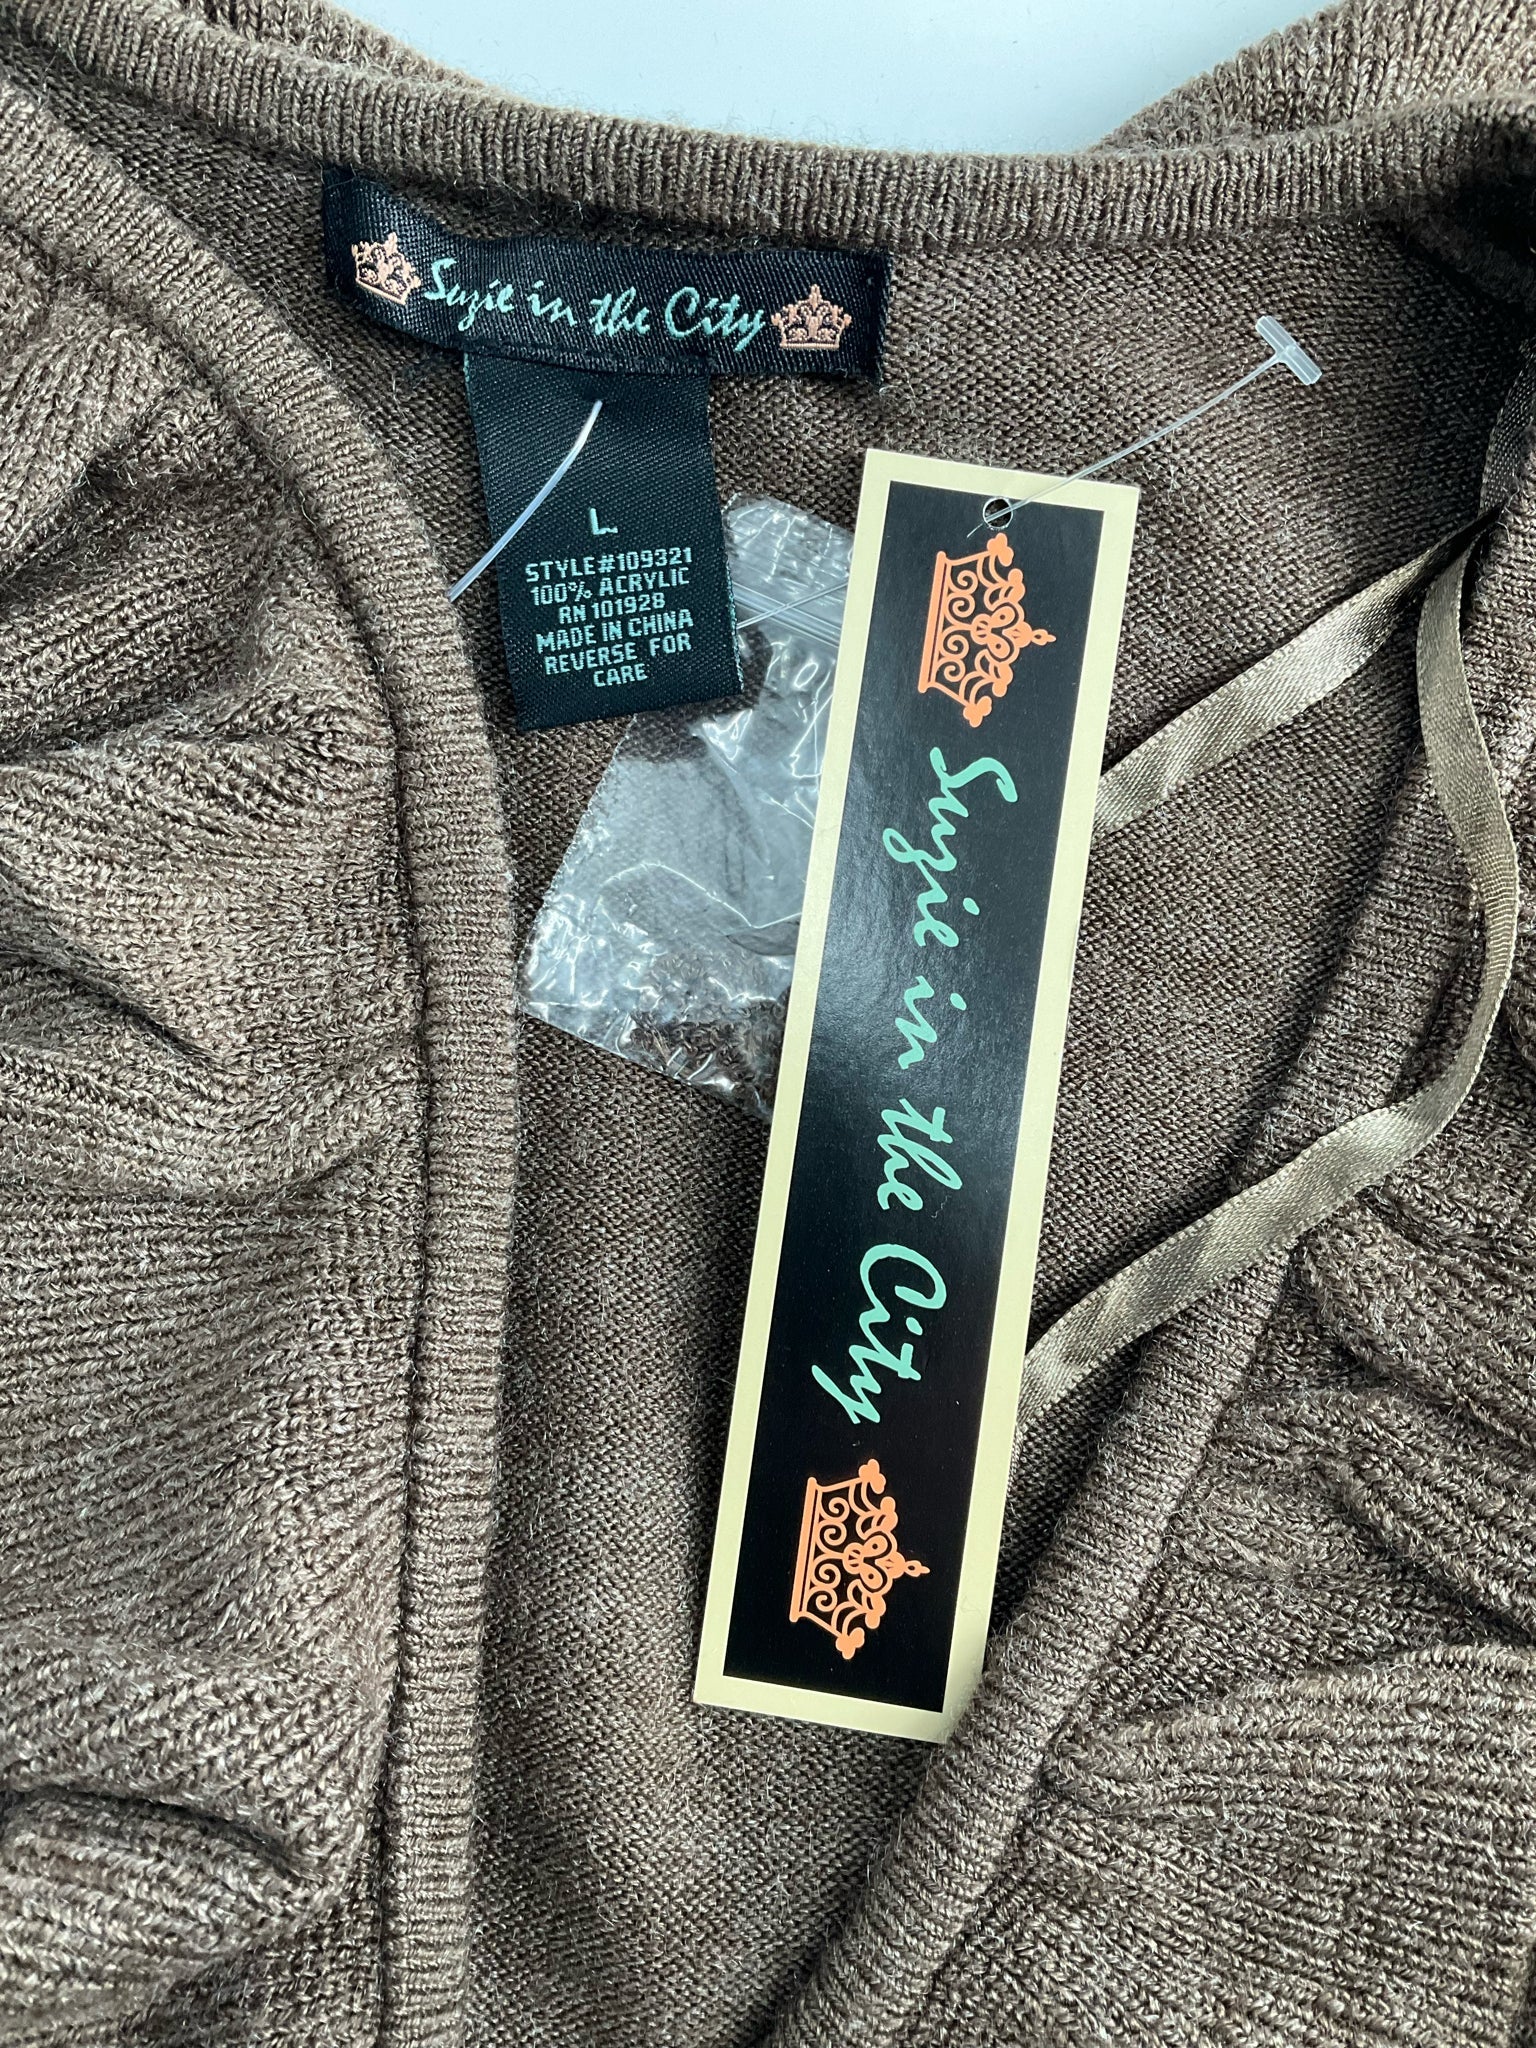 Suzie in the City
L
STYLE#109321
100% ACRYLIC
RN 101928
MADE IN CHINA
REVERSE FOR
CARE
Suzie in the City